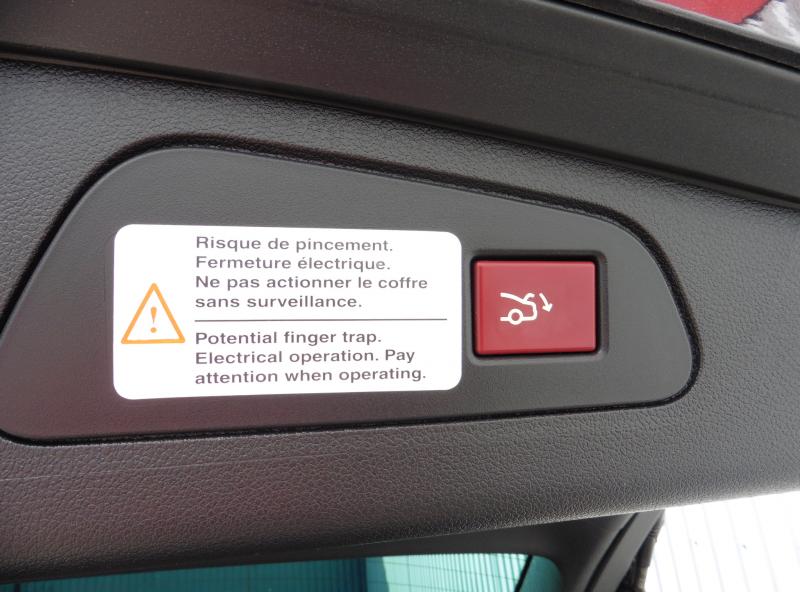 Risque de pincement.
Fermeture électrique.
Ne pas actionner le coffre
sans surveillance.
Potential finger trap.
Electrical operation. Pay
attention when operating.